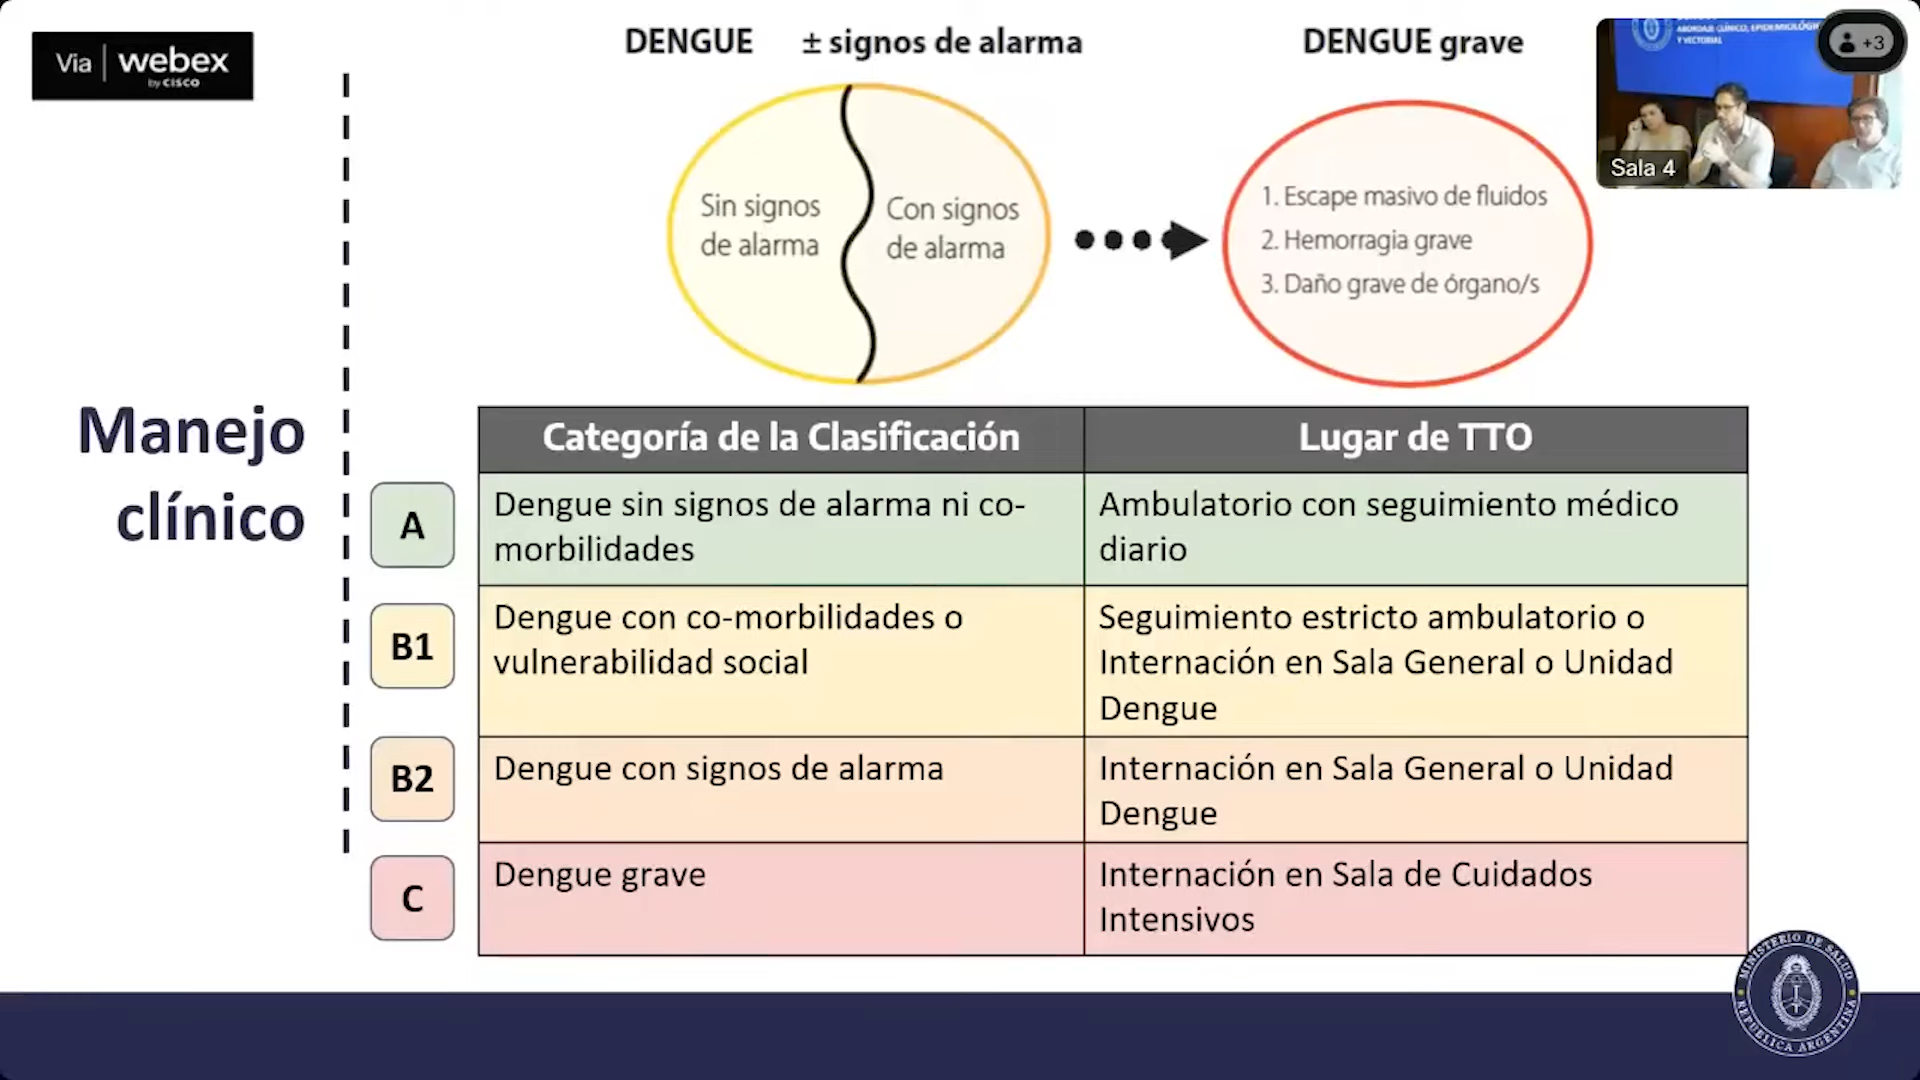 Via | webex
by CISCO
DENGUE ± signos de alarma
DENGUE grave
ABORDAJE CLÍNICO, EPIDEMIOLÓGICO
Y VECTORIAL
+3
Sala 4
Sin signos
de alarma
Con signos
de alarma
1. Escape masivo de fluidos
2. Hemorragia grave
3. Daño grave de órgano/s
Manejo
clínico
Categoría de la Clasificación
Lugar de TTO
A
Dengue sin signos de alarma ni co-
morbilidades
Ambulatorio con seguimiento médico
diario
B1
Dengue con co-morbilidades o
vulnerabilidad social
Seguimiento estricto ambulatorio o
Internación en Sala General o Unidad
Dengue
B2
Dengue con signos de alarma
Internación en Sala General o Unidad
Dengue
C
Dengue grave
Internación en Sala de Cuidados
Intensivos
MINISTERIO DE SALUD
REPUBLICA ARGENTINA